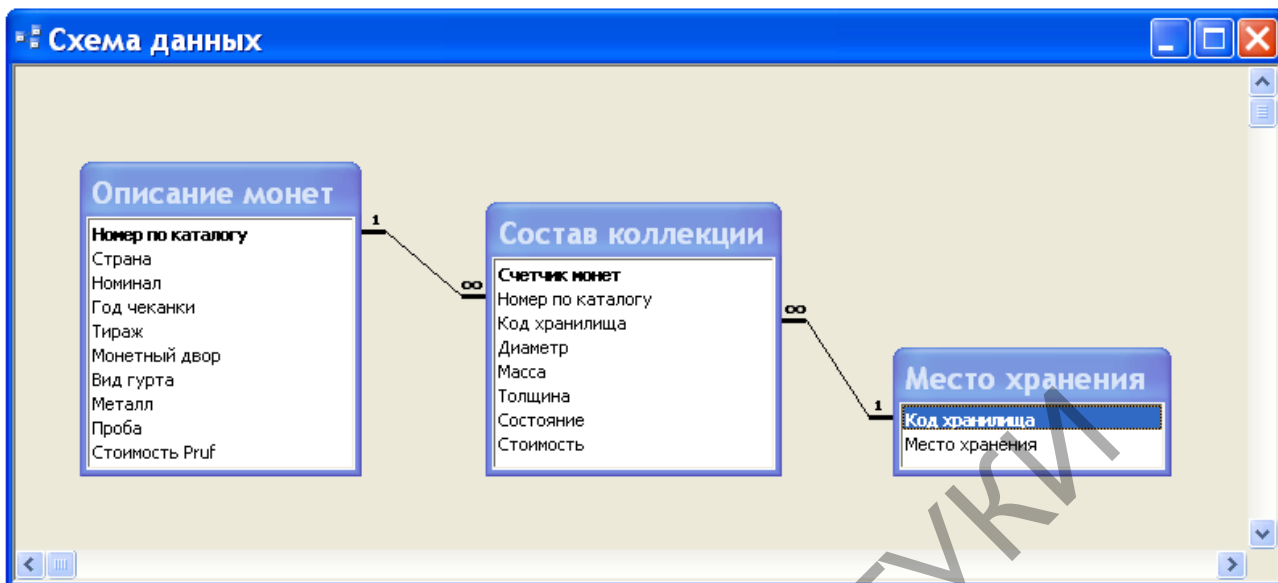 Схема данных
Описание монет
Номер по каталогу
Страна
Номинал
Год чеканки
Тираж
Монетный двор
Вид гурта
Металл
Проба
Стоимость Pruf
1
∞
Состав коллекции
Счетчик монет
Номер по каталогу
Код хранилища
Диаметр
Масса
Толщина
Состояние
Стоимость
∞
1
Место хранения
Код хранилища
Место хранения